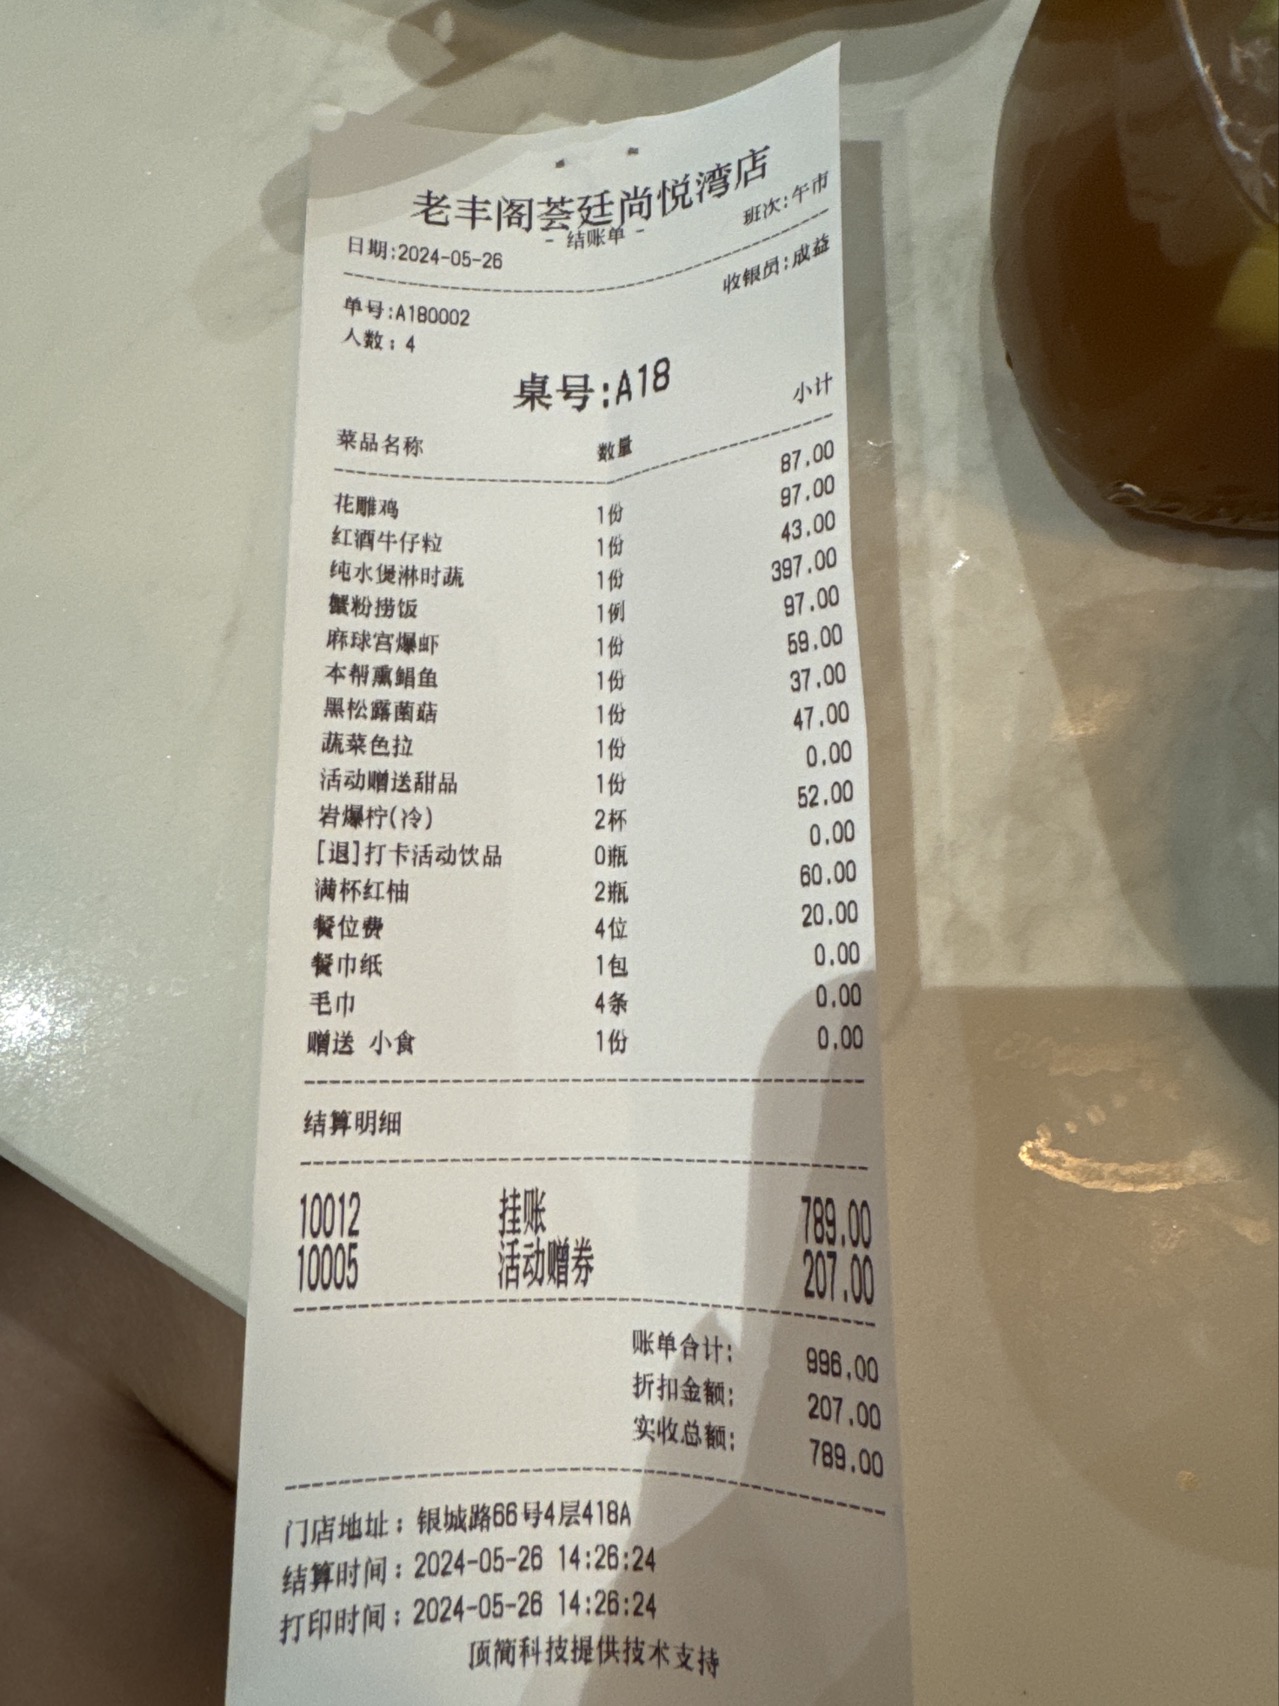 老丰阁荟廷尚悦湾店
- 结账单 -
日期:2024-05-26 班次:午市
单号:A180002 收银员:成益
人数：4
桌号:A18
菜品名称 数量 小计
花雕鸡 1份 87.00
红酒牛仔粒 1份 97.00
纯水煲淋时蔬 1份 43.00
蟹粉捞饭 1例 397.00
麻球宫爆虾 1份 97.00
本帮熏鲳鱼 1份 59.00
黑松露菌菇 1份 37.00
蔬菜色拉 1份 47.00
活动赠送甜品 1份 0.00
岩爆柠(冷) 2杯 52.00
[退]打卡活动饮品 0瓶 0.00
满杯红柚 2瓶 60.00
餐位费 4位 20.00
餐巾纸 1包 0.00
毛巾 4条 0.00
赠送 小食 1份 0.00
结算明细
10012 挂账 789.00
10005 活动赠券 207.00
账单合计: 996.00
折扣金额: 207.00
实收总额: 789.00
门店地址：银城路66号4层418A
结算时间：2024-05-26 14:26:24
打印时间：2024-05-26 14:26:24
顶简科技提供技术支持